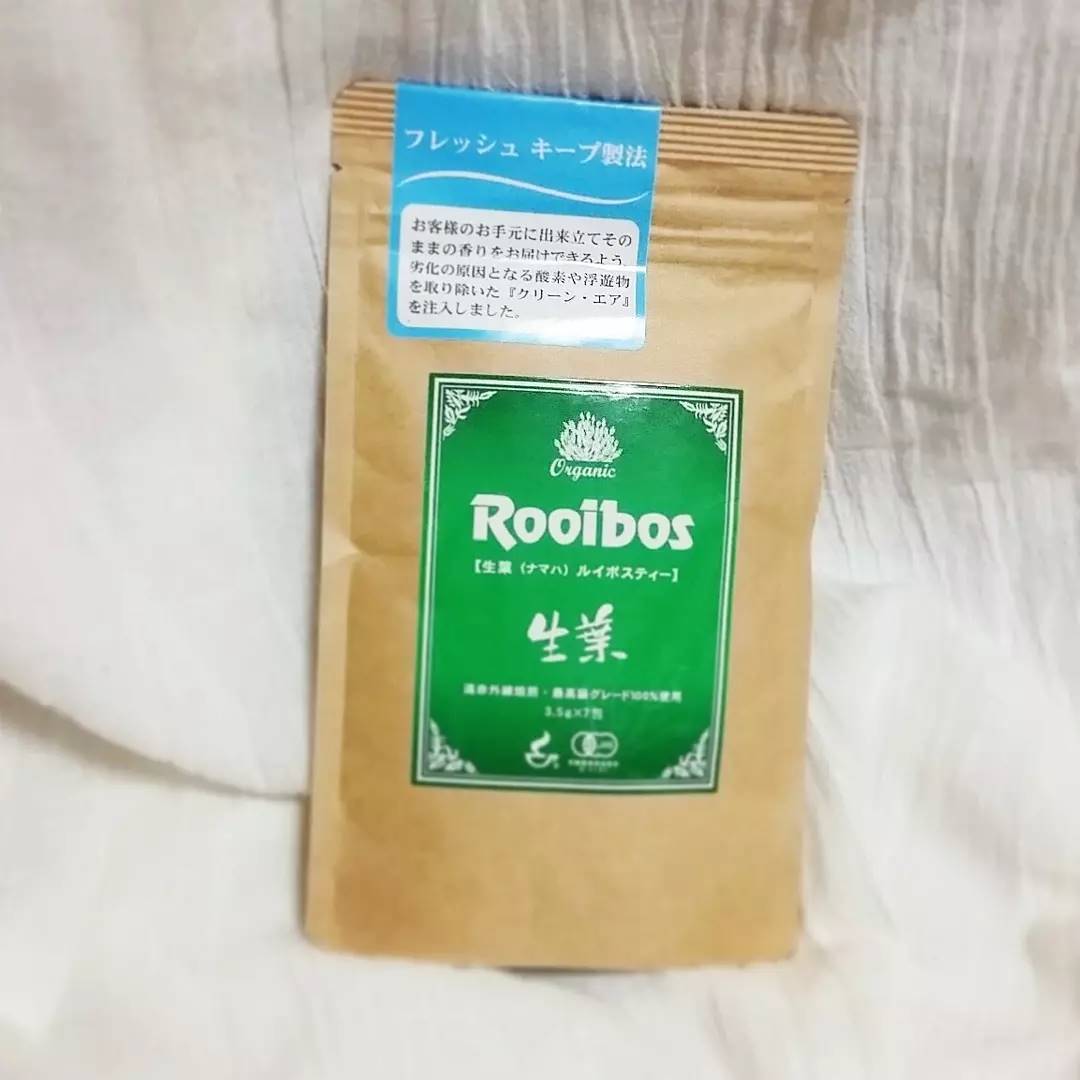 フレッシュ キープ製法
お客様のお手元に出来立てその
ままの香りをお届けできるよう、
劣化の原因となる酸素や浮遊物
を取り除いた『クリーン・エア』
を注入しました。
Organic
Rooibos
【生葉（ナマハ）ルイボスティー】
生葉
遠赤外線焙煎・最高級グレード100%使用
3.5g×7包